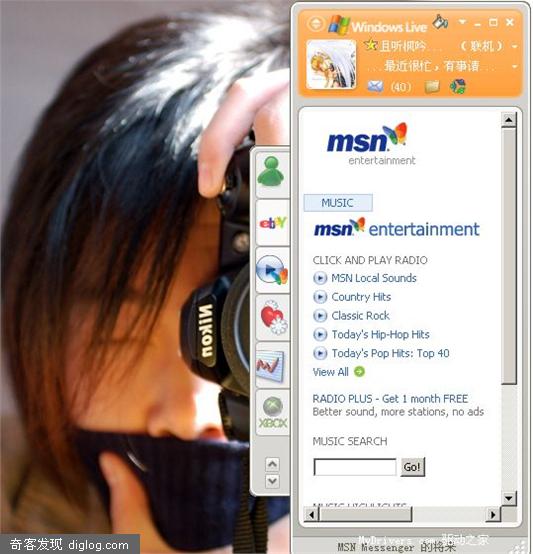 Windows Live
且听枫吟... （联机）
...最近很忙，有事请...
(40)
msn
entertainment
MUSIC
msn entertainment
ebY
CLICK AND PLAY RADIO
MSN Local Sounds
Country Hits
Classic Rock
Today's Hip-Hop Hits
Today's Pop Hits: Top 40
View All
RADIO PLUS - Get 1 month FREE
Better sound, more stations, no ads
MUSIC SEARCH
Go!
XBOX
Nikon
MyDrivers.com 驱动之家
MSN Messenger 的将来
奇客发现 diglog.com